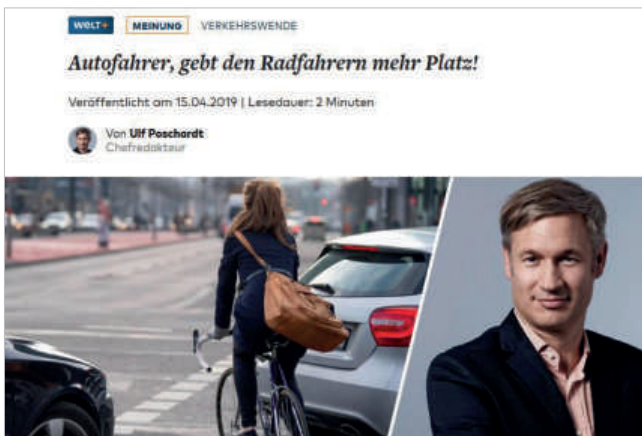 WELT+ MEINUNG VERKEHRSWENDE
Autofahrer, gebt den Radfahrern mehr Platz!
Veröffentlicht am 15.04.2019 | Lesedauer: 2 Minuten
Von Ulf Poschardt
Chefredakteur